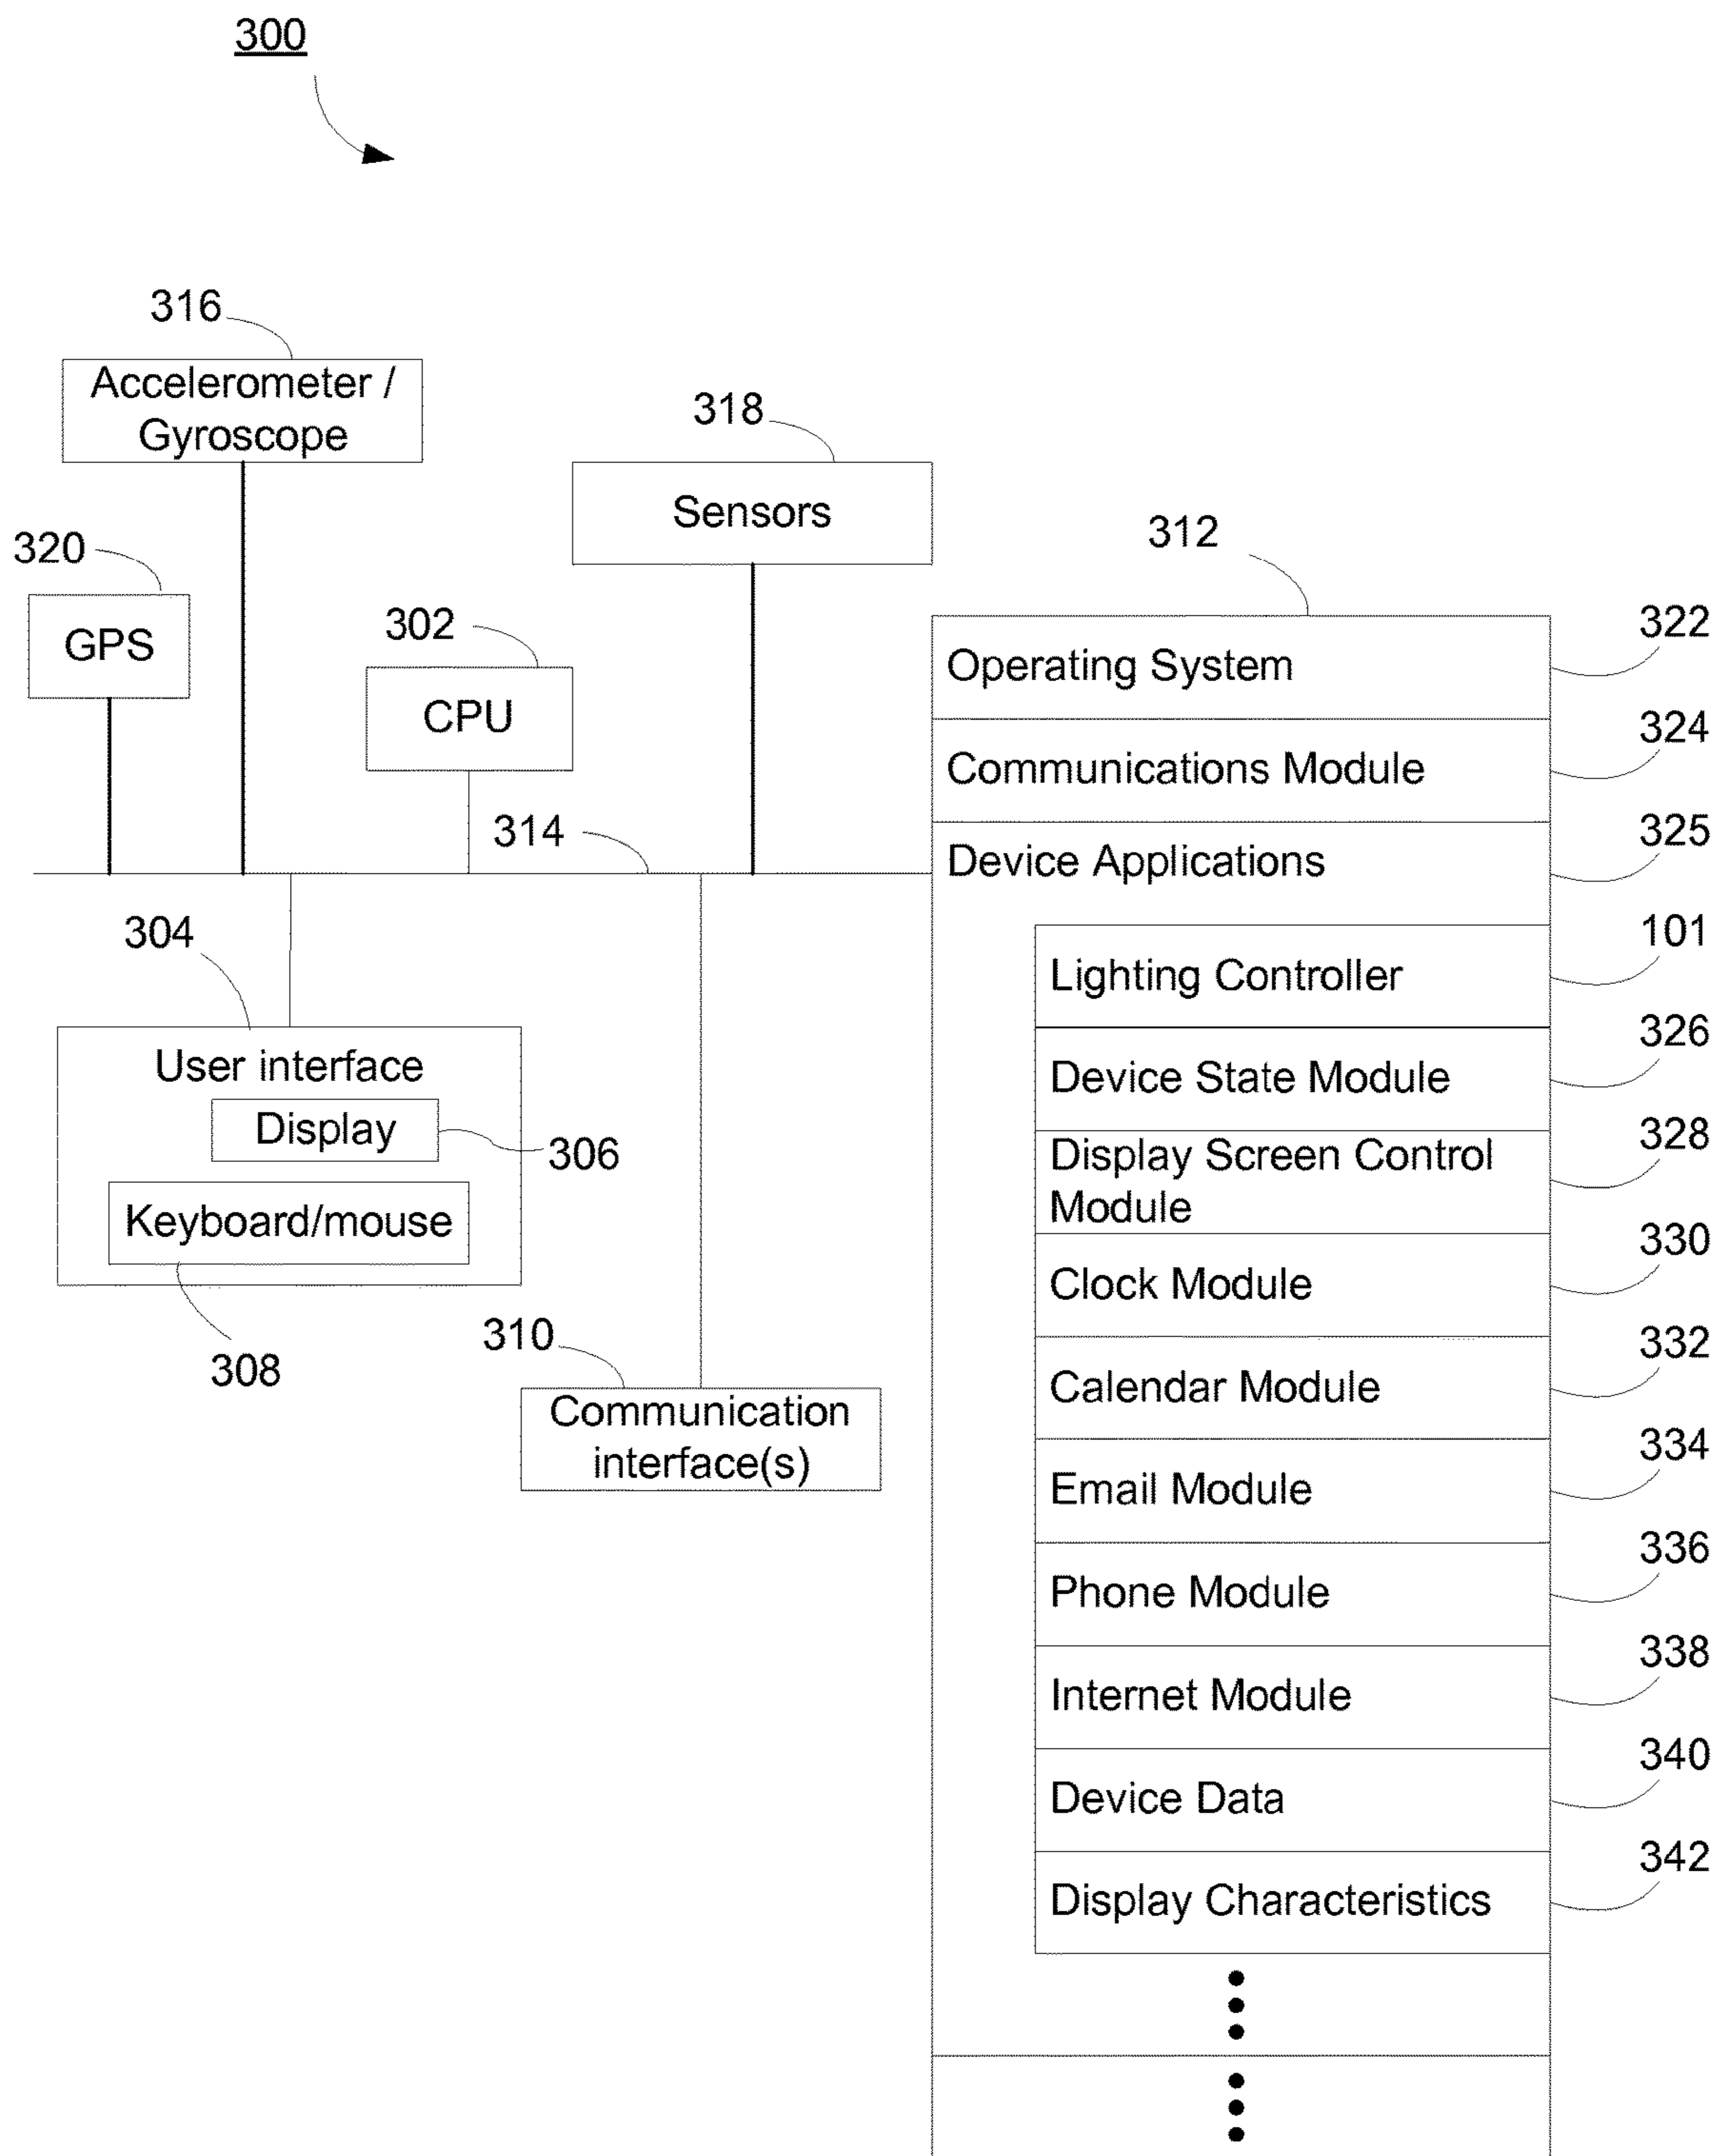 300
316
Accelerometer /
Gyroscope
318
Sensors
320
GPS
312
302
CPU
322
Operating System
324
Communications Module
314
325
Device Applications
304
101
Lighting Controller
User interface
326
Device State Module
Display
306
328
Display Screen Control
Module
Keyboard/mouse
330
Clock Module
308
310
332
Calendar Module
Communication
interface(s)
334
Email Module
336
Phone Module
338
Internet Module
340
Device Data
342
Display Characteristics